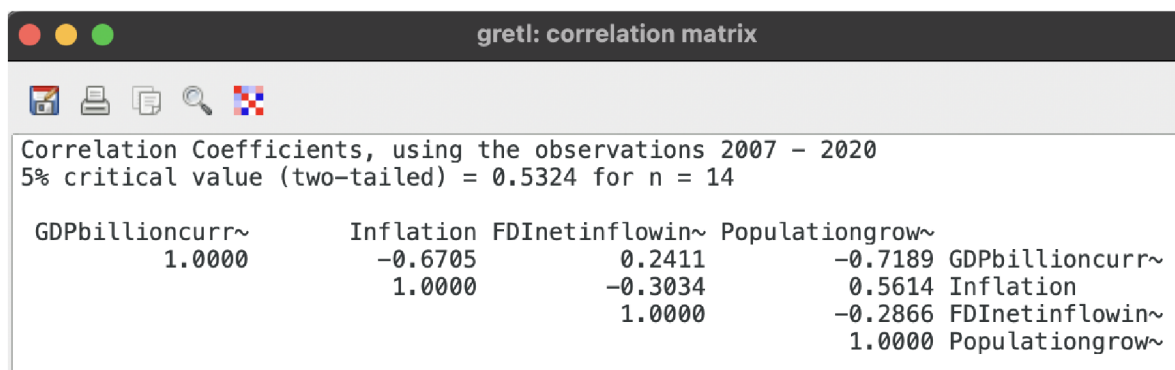 gretl: correlation matrix
Correlation Coefficients, using the observations 2007 - 2020
5% critical value (two-tailed) = 0.5324 for n = 14
GDPbillioncurr~ Inflation FDInetinflowin~ Populationgrow~
1.0000 -0.6705 0.2411 -0.7189 GDPbillioncurr~
1.0000 -0.3034 0.5614 Inflation
1.0000 -0.2866 FDInetinflowin~
1.0000 Populationgrow~